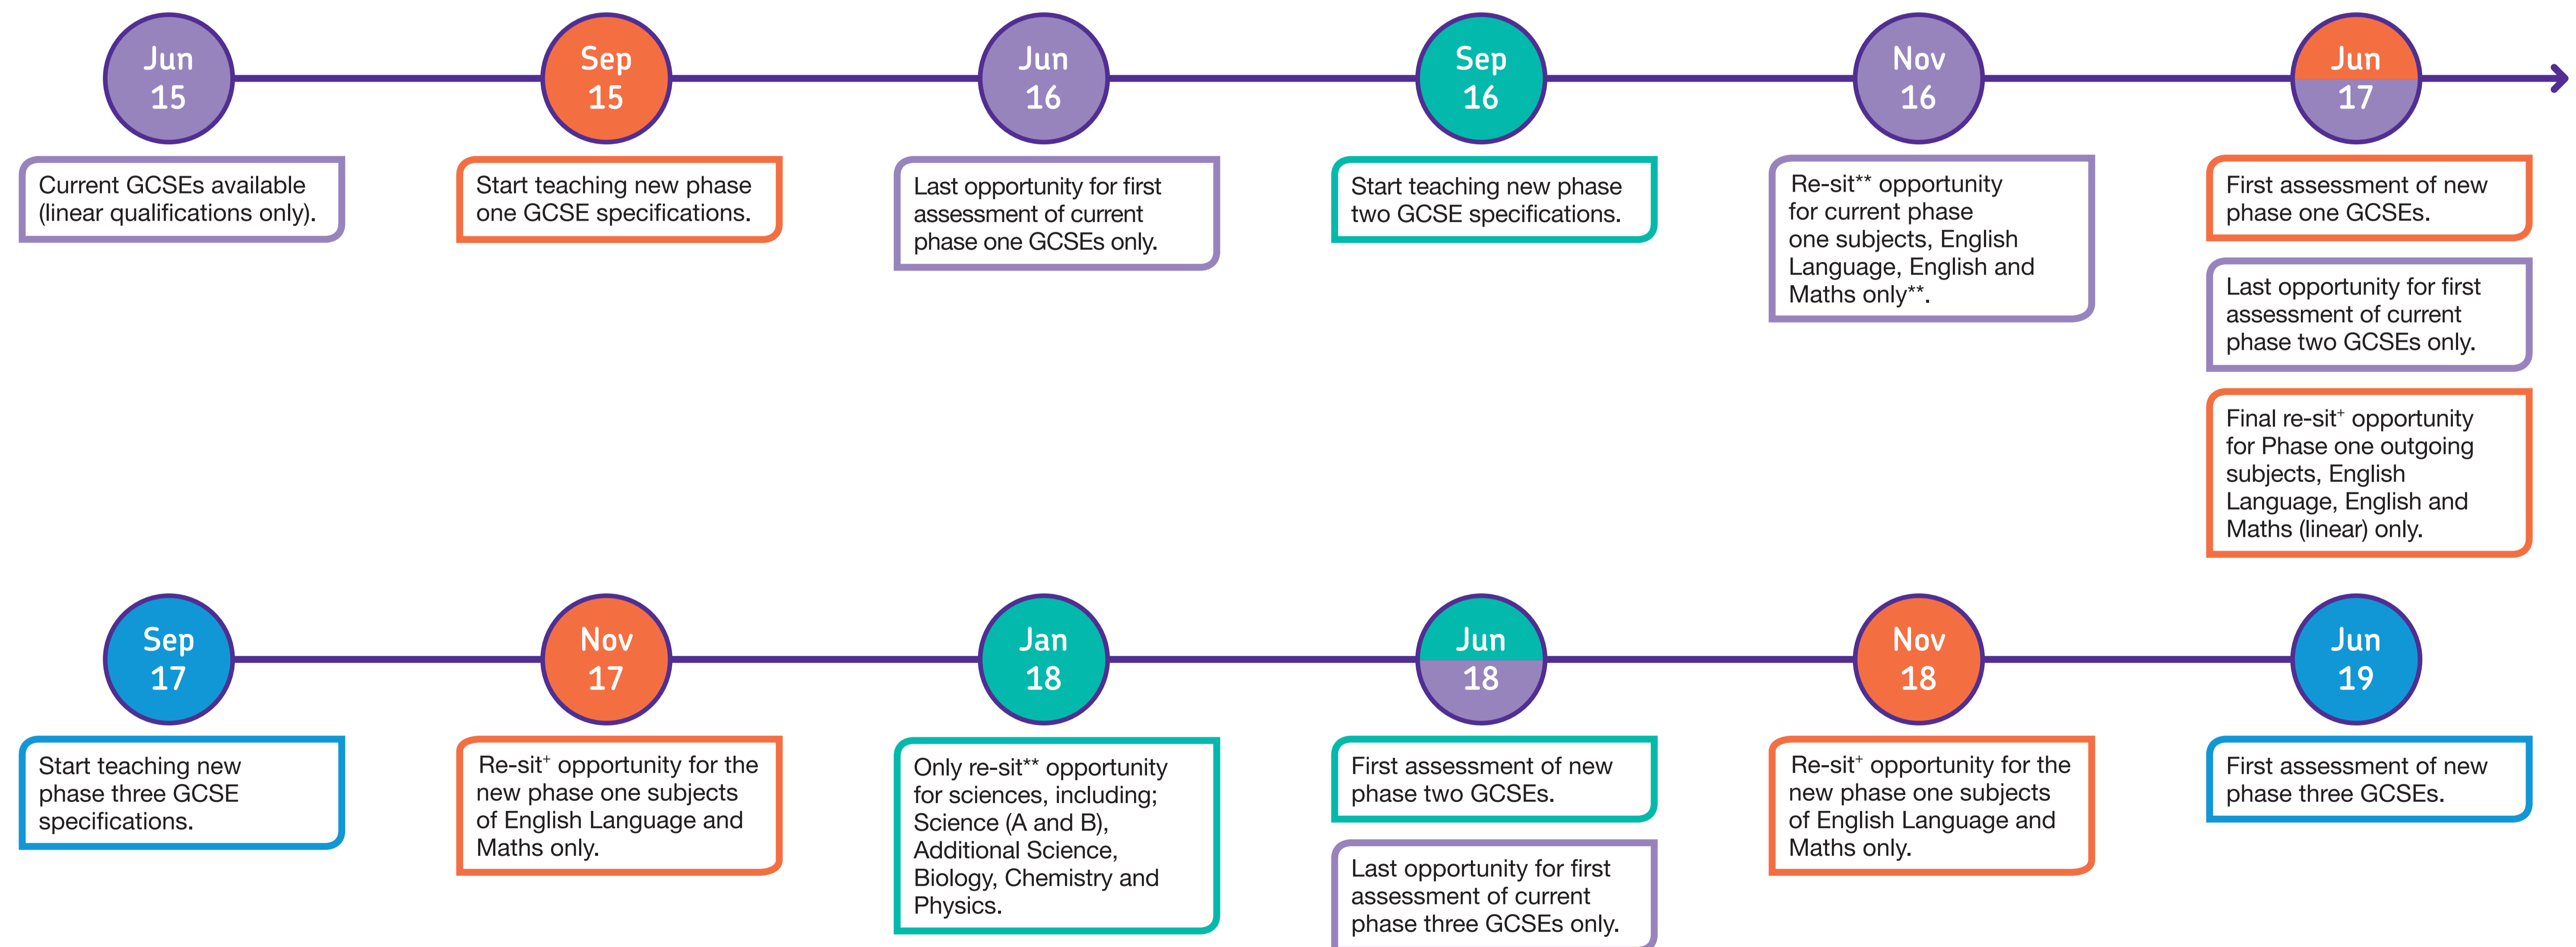 Jun
15
Sep
15
Jun
16
Sep
16
Nov
16
Jun
17
Current GCSEs available
(linear qualifications only).
Start teaching new phase
one GCSE specifications.
Last opportunity for first
assessment of current
phase one GCSEs only.
Start teaching new phase
two GCSE specifications.
Re-sit** opportunity
for current phase
one subjects, English
Language, English and
Maths only**.
First assessment of new
phase one GCSEs.
Last opportunity for first
assessment of current
phase two GCSEs only.
Final re-sit+ opportunity
for Phase one outgoing
subjects, English
Language, English and
Maths (linear) only.
Sep
17
Nov
17
Jan
18
Jun
18
Nov
18
Jun
19
Start teaching new
phase three GCSE
specifications.
Re-sit+ opportunity for the
new phase one subjects
of English Language and
Maths only.
Only re-sit** opportunity
for sciences, including;
Science (A and B),
Additional Science,
Biology, Chemistry and
Physics.
First assessment of new
phase two GCSEs.
Last opportunity for first
assessment of current
phase three GCSEs only.
Re-sit+ opportunity for the
new phase one subjects
of English Language and
Maths only.
First assessment of new
phase three GCSEs.